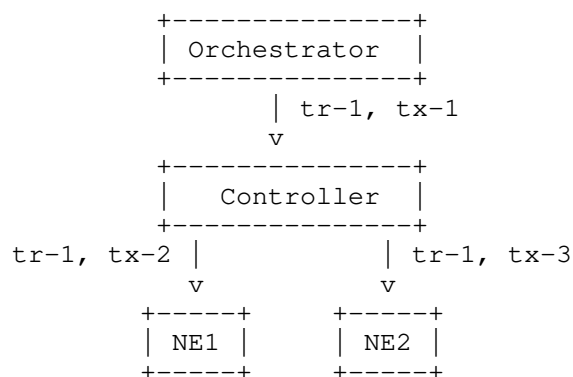 Orchestrator
tr-1, tx-1
Controller
tr-1, tx-2 tr-1, tx-3
NE1 NE2